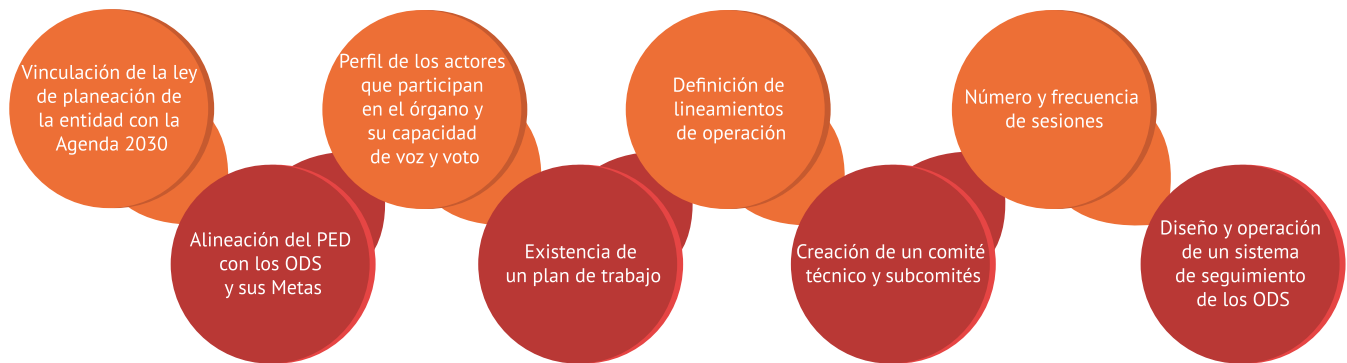 Vinculación de la ley
de planeación de
la entidad con la
Agenda 2030
Alineación del PED
con los ODS
y sus Metas
Perfil de los actores
que participan
en el órgano y
su capacidad
de voz y voto
Existencia de
un plan de trabajo
Definición de
lineamientos
de operación
Creación de un comité
técnico y subcomités
Número y frecuencia
de sesiones
Diseño y operación
de un sistema
de seguimiento
de los ODS